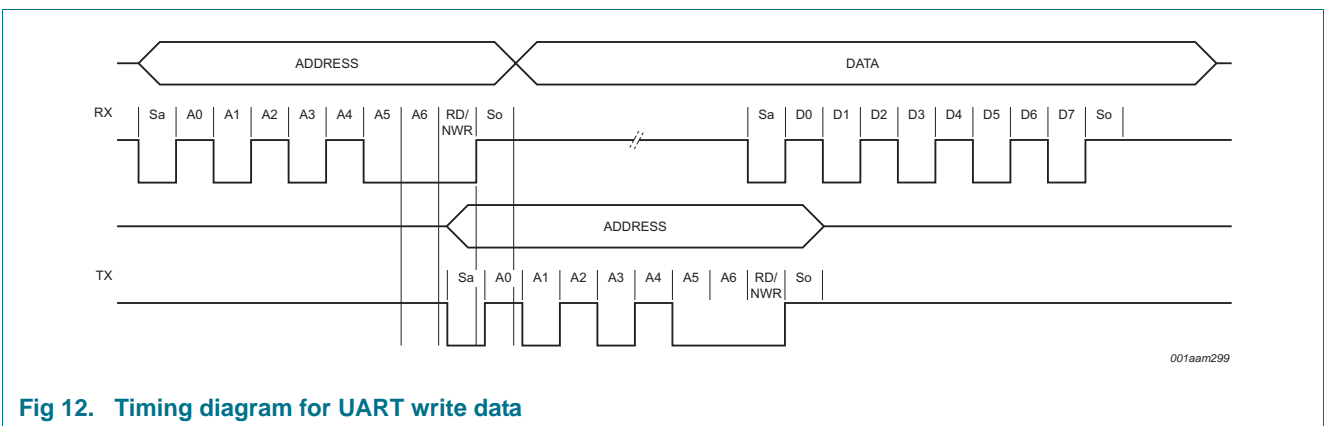 ADDRESS DATA
RX Sa A0 A1 A2 A3 A4 A5 A6 RD/ So Sa D0 D1 D2 D3 D4 D5 D6 D7 So
NWR
ADDRESS
TX Sa A0 A1 A2 A3 A4 A5 A6 RD/ So
NWR
001aam299
Fig 12. Timing diagram for UART write data